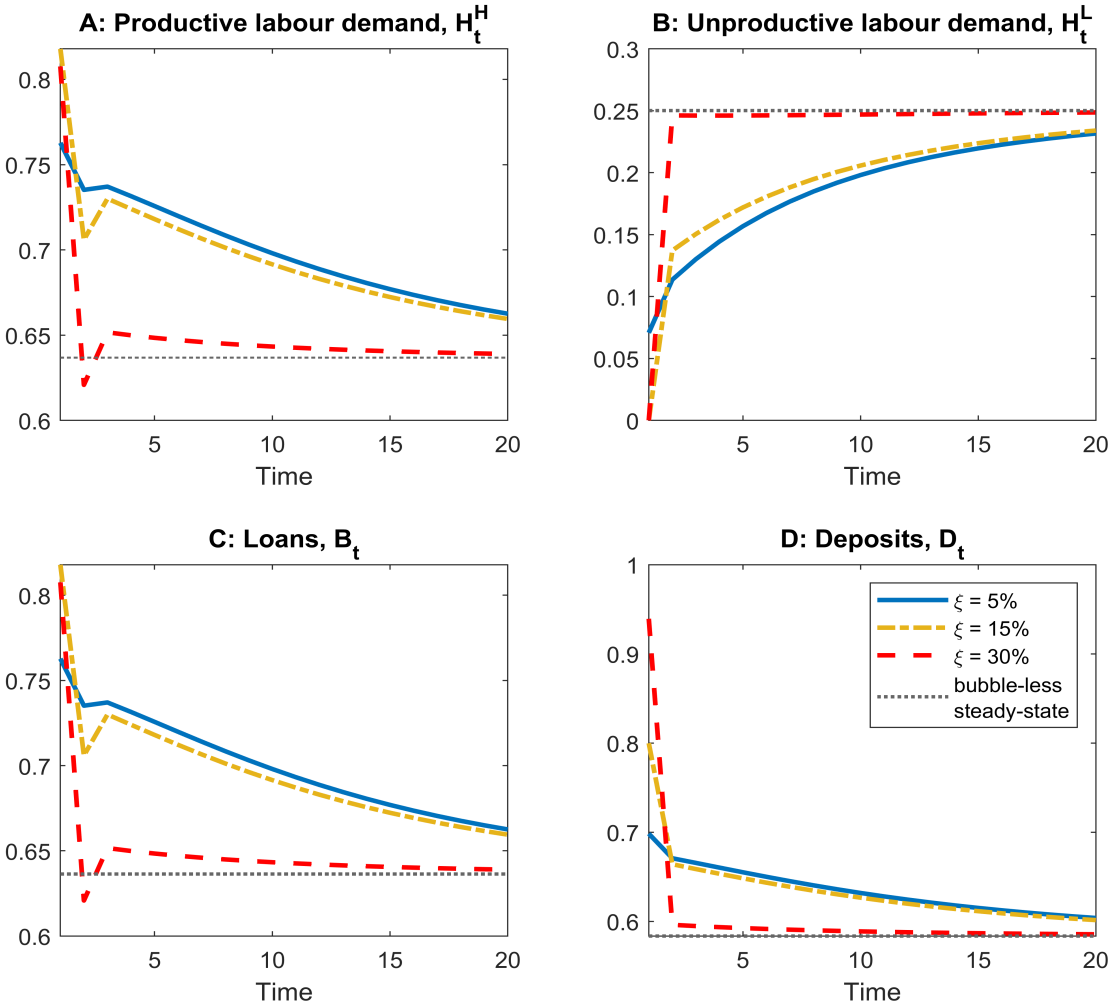 A: Productive labour demand, H_t^H
0.8
0.75
0.7
0.65
0.6
5
10
15
20
Time
B: Unproductive labour demand, H_t^L
0.3
0.25
0.2
0.15
0.1
0.05
0
5
10
15
20
Time
C: Loans, B_t
0.8
0.75
0.7
0.65
0.6
5
10
15
20
Time
D: Deposits, D_t
1
0.9
0.8
0.7
0.6
5
10
15
20
Time
ξ = 5%
ξ = 15%
ξ = 30%
bubble-less
steady-state